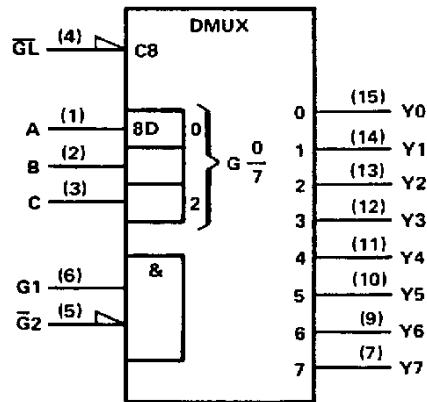 DMUX
G̅L̅ (4) C8
A (1) 8D 0
B (2)
C (3) 2
G 0/7
G1 (6) &
G̅2 (5)
0 (15) Y0
1 (14) Y1
2 (13) Y2
3 (12) Y3
4 (11) Y4
5 (10) Y5
6 (9) Y6
7 (7) Y7